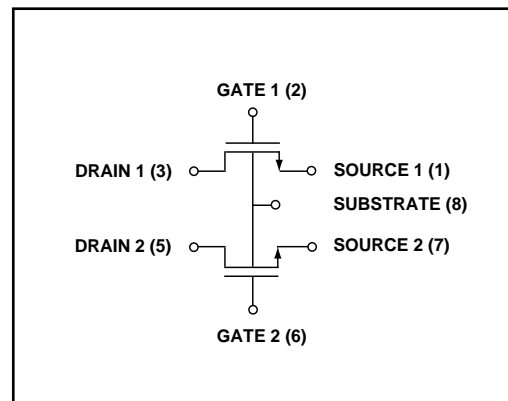 GATE 1 (2)
DRAIN 1 (3)
SOURCE 1 (1)
SUBSTRATE (8)
DRAIN 2 (5)
SOURCE 2 (7)
GATE 2 (6)